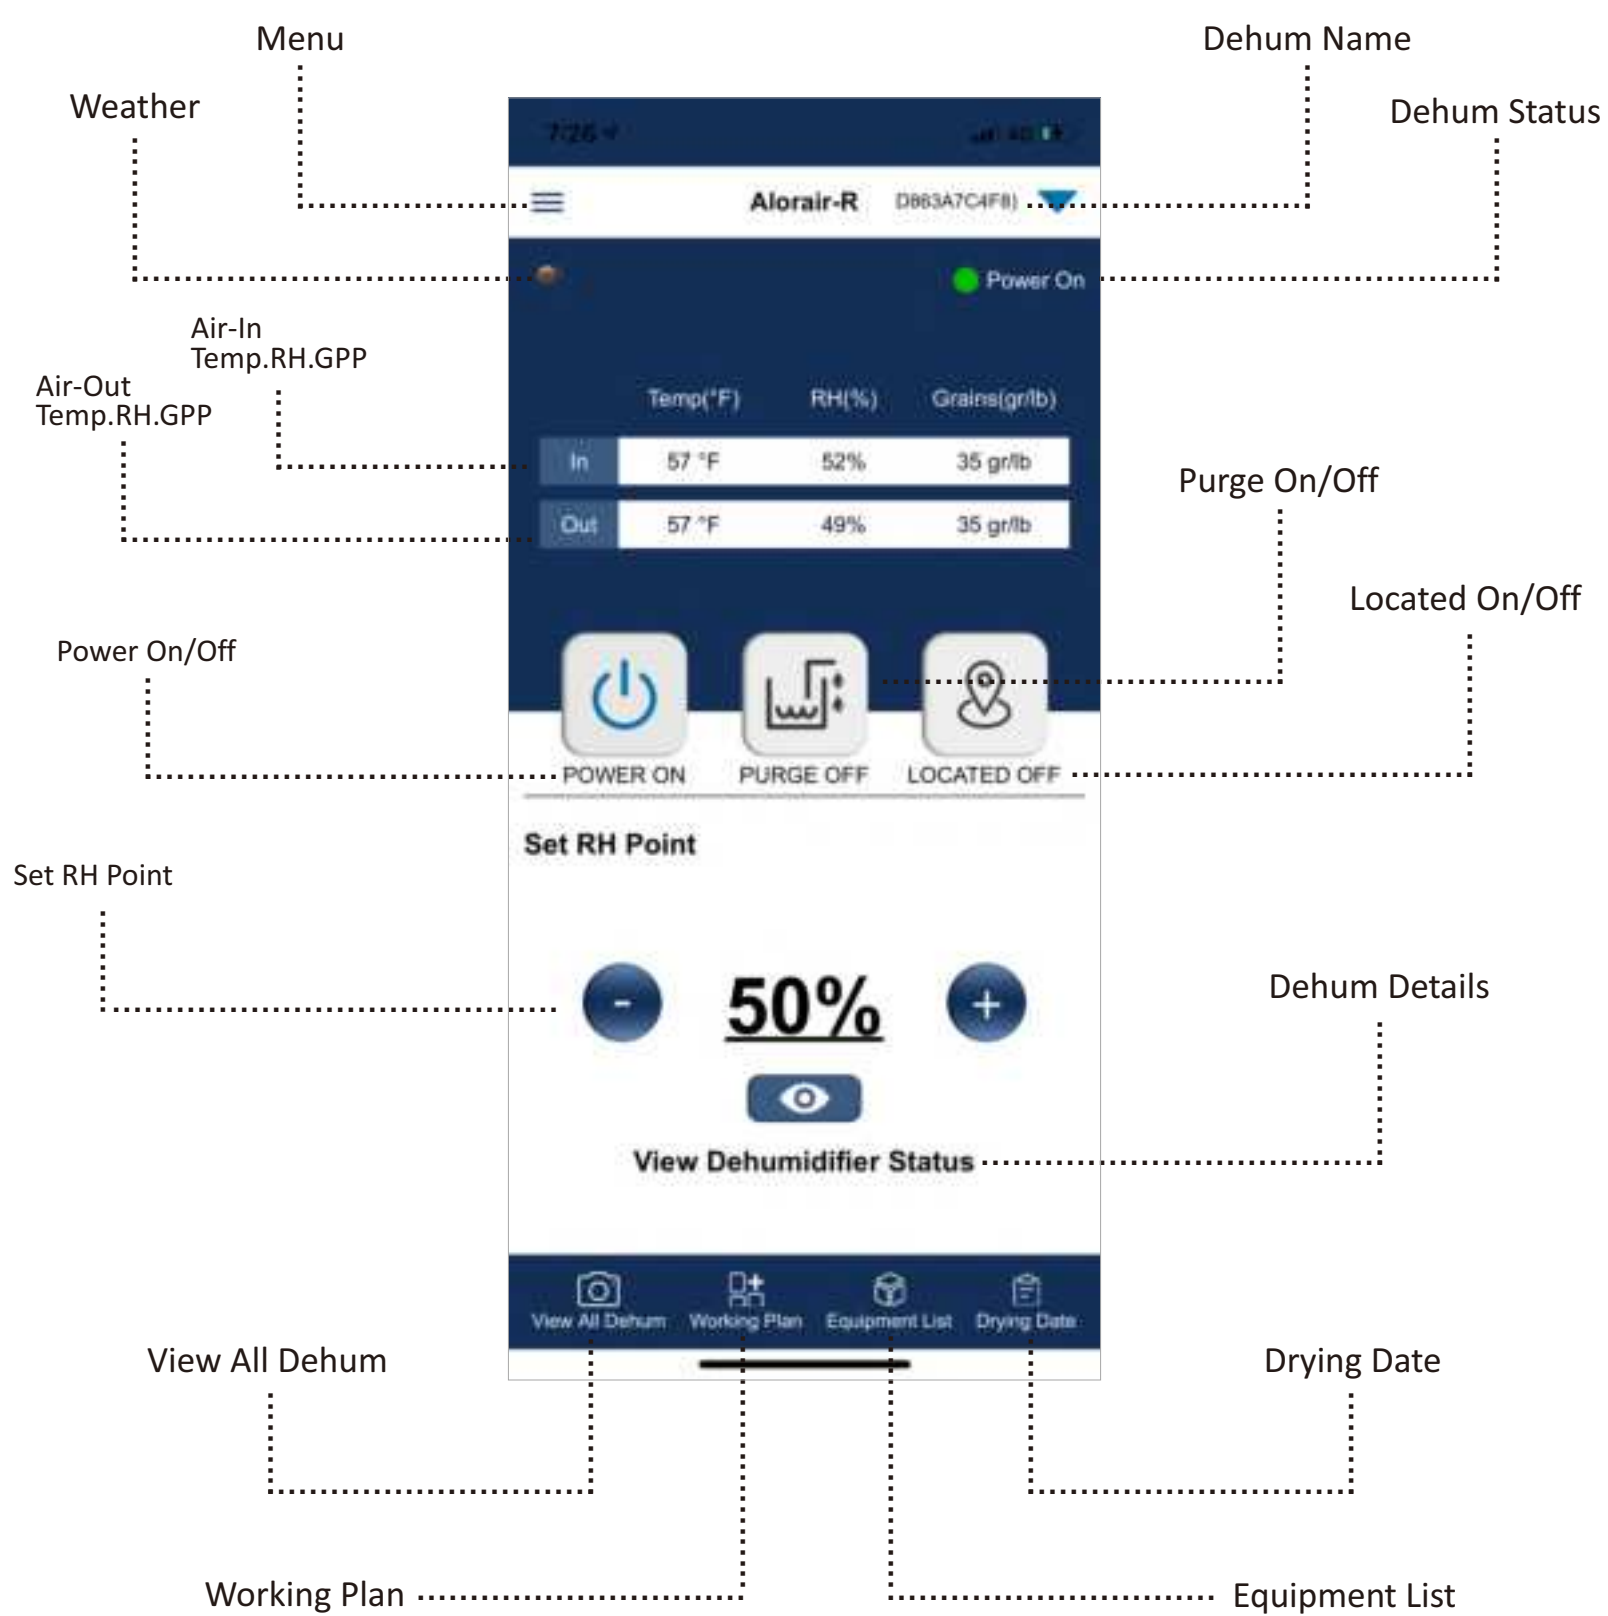 Menu
Dehum Name
Weather
Dehum Status
7:26
4G
Alorair-R D863A7C4F8)
Power On
Air-In
Temp.RH.GPP
Air-Out
Temp.RH.GPP
Temp(°F) RH(%) Grains(gr/lb)
In 57 °F 52% 35 gr/lb
Out 57 °F 49% 35 gr/lb
Purge On/Off
Located On/Off
Power On/Off
POWER ON PURGE OFF LOCATED OFF
Set RH Point
Set RH Point
- 50% +
Dehum Details
View Dehumidifier Status
View All Dehum Working Plan Equipment List Drying Date
View All Dehum
Drying Date
Working Plan
Equipment List